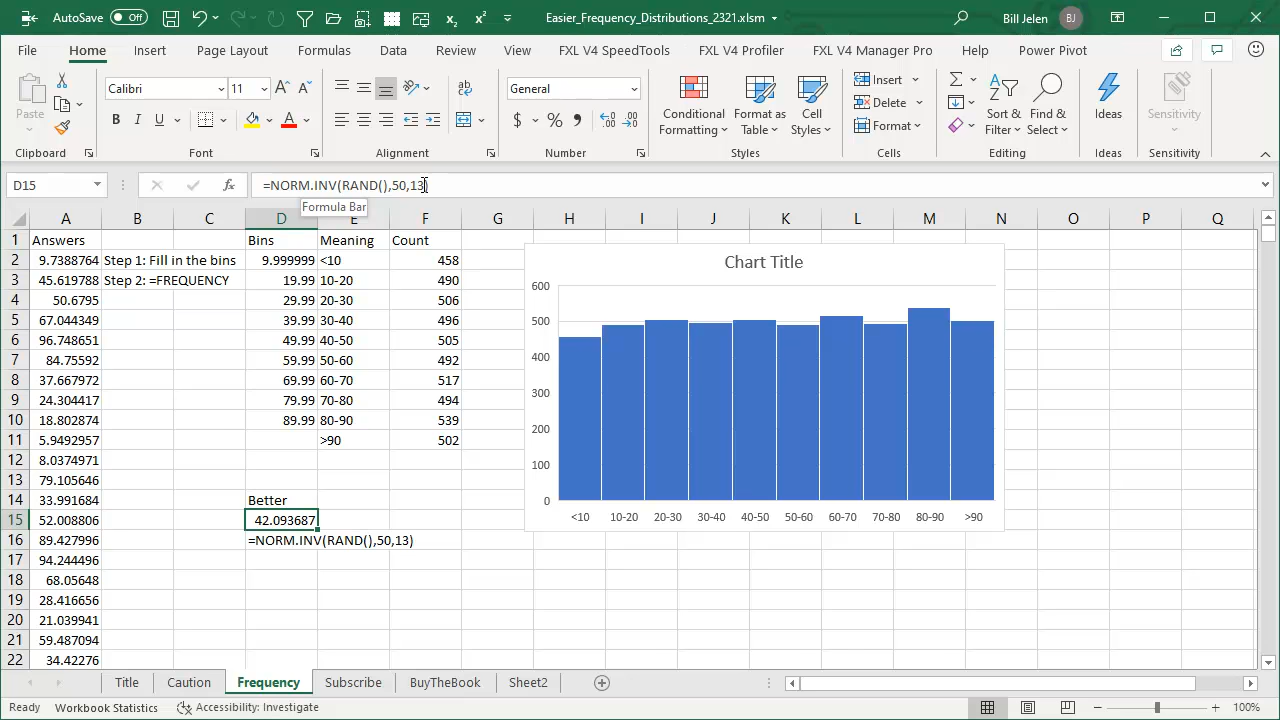 AutoSave Off Easier_Frequency_Distributions_2321.xlsm Bill Jelen BJ
File Home Insert Page Layout Formulas Data Review View FXL V4 SpeedTools FXL V4 Profiler FXL V4 Manager Pro Help Power Pivot
Paste
Calibri 11
General
Conditional Formatting
Format as Table
Cell Styles
Insert
Delete
Format
Sort & Filter
Find & Select
Ideas
Sensitivity
Clipboard Font Alignment Number Styles Cells Ideas Sensitivity
D15 fx =NORM.INV(RAND(),50,13)
Formula Bar
A B C D E F G H I J K L M N O P Q
1 Answers Bins Meaning Count
2 9.7388764 Step 1: Fill in the bins 9.999999 <10 458
3 45.619788 Step 2: =FREQUENCY 19.99 10-20 490
4 50.6795 29.99 20-30 506
5 67.044349 39.99 30-40 496
6 96.748651 49.99 40-50 505
7 84.75592 59.99 50-60 492
8 37.667972 69.99 60-70 517
9 24.304417 79.99 70-80 494
10 18.802874 89.99 80-90 539
11 5.9492957 >90 502
12 8.0374971
13 79.105646
14 33.991684 Better
15 52.008806 42.093687
16 89.427996 =NORM.INV(RAND(),50,13)
17 94.244496
18 68.05648
19 28.416656
20 21.039941
21 59.487094
22 34.42276
Chart Title
600
500
400
300
200
100
0
<10 10-20 20-30 30-40 40-50 50-60 60-70 70-80 80-90 >90
Title Caution Frequency Subscribe BuyTheBook Sheet2
Ready Workbook Statistics Accessibility: Investigate 100%